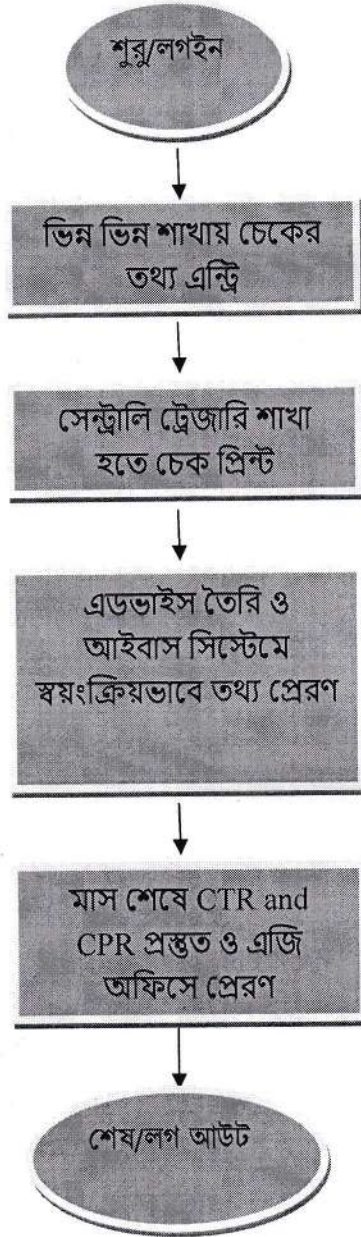 শুরু/লগইন
ভিন্ন ভিন্ন শাখায় চেকের
তথ্য এন্ট্রি
সেন্ট্রালি ট্রেজারি শাখা
হতে চেক প্রিন্ট
এডভাইস তৈরি ও
আইবাস সিস্টেমে
স্বয়ংক্রিয়ভাবে তথ্য প্রেরণ
মাস শেষে CTR and
CPR প্রস্তুত ও এজি
অফিসে প্রেরণ
শেষ/লগ আউট